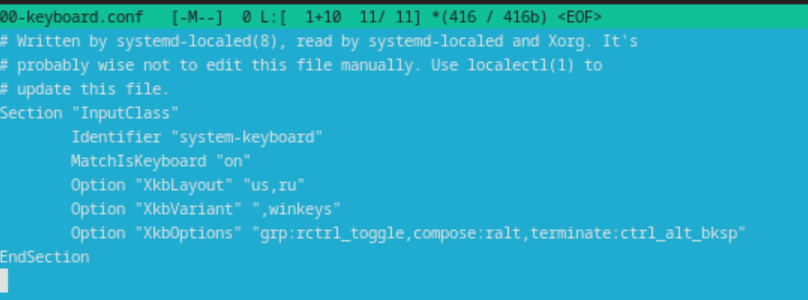 00-keyboard.conf   [-M--]  0 L:[  1+10  11/ 11] *(416 / 416b) <EOF>
# Written by systemd-localed(8), read by systemd-localed and Xorg. It's
# probably wise not to edit this file manually. Use localectl(1) to
# update this file.
Section "InputClass"
        Identifier "system-keyboard"
        MatchIsKeyboard "on"
        Option "XkbLayout" "us,ru"
        Option "XkbVariant" ",winkeys"
        Option "XkbOptions" "grp:rctrl_toggle,compose:ralt,terminate:ctrl_alt_bksp"
EndSection